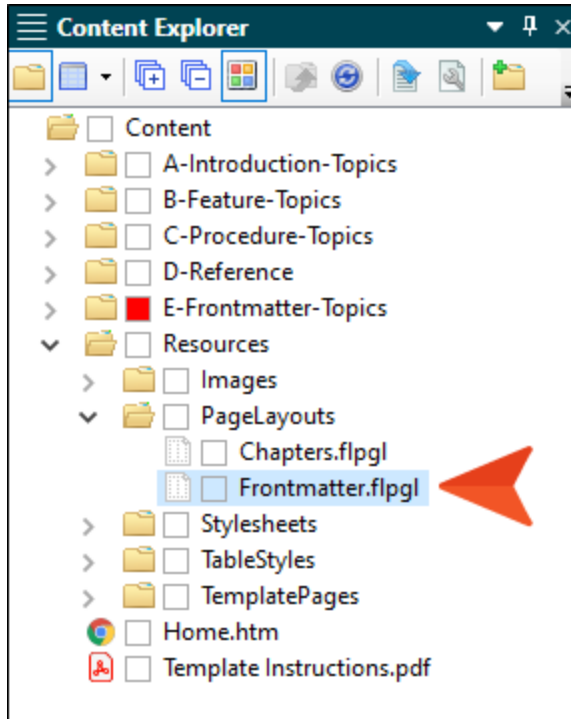 Content Explorer
Content
A-Introduction-Topics
B-Feature-Topics
C-Procedure-Topics
D-Reference
E-Frontmatter-Topics
Resources
Images
PageLayouts
Chapters.flpgl
Frontmatter.flpgl
Stylesheets
TableStyles
TemplatePages
Home.htm
Template Instructions.pdf